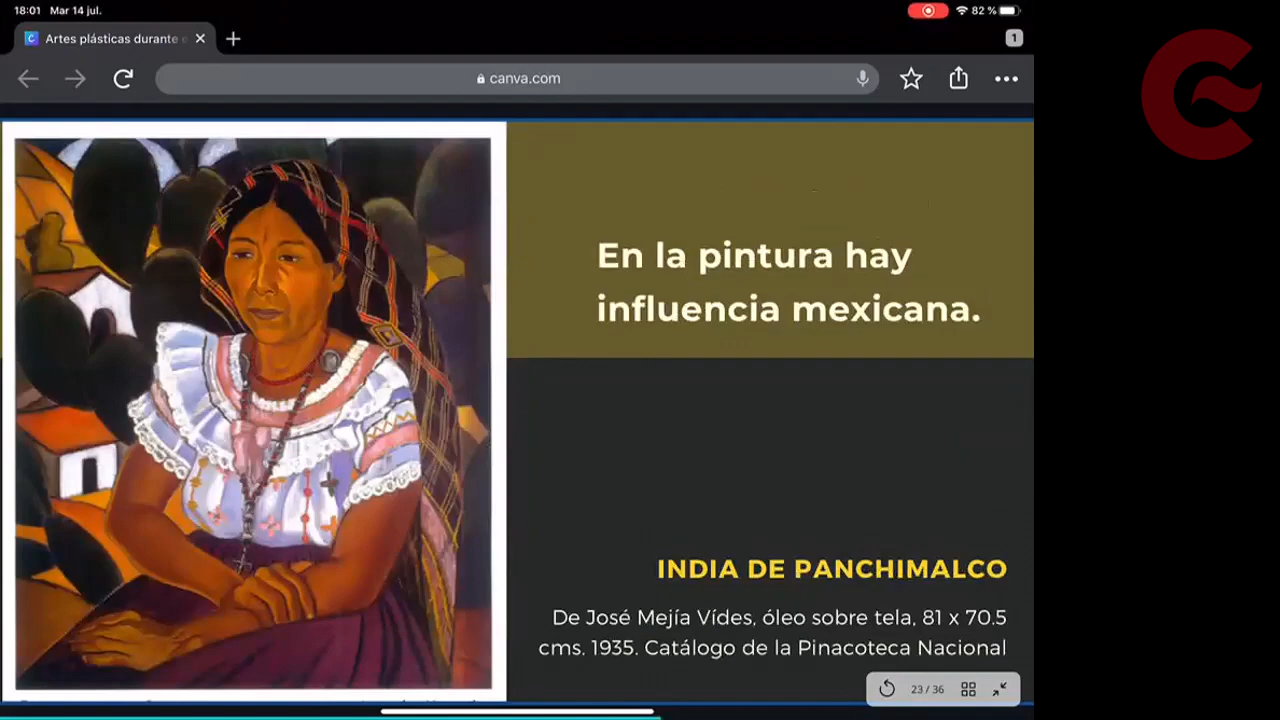 18:01 Mar 14 jul.
82 %
Artes plásticas durante e
1
canva.com
En la pintura hay
influencia mexicana.
INDIA DE PANCHIMALCO
De José Mejía Vídes, óleo sobre tela, 81 x 70.5
cms. 1935. Catálogo de la Pinacoteca Nacional
23 / 36